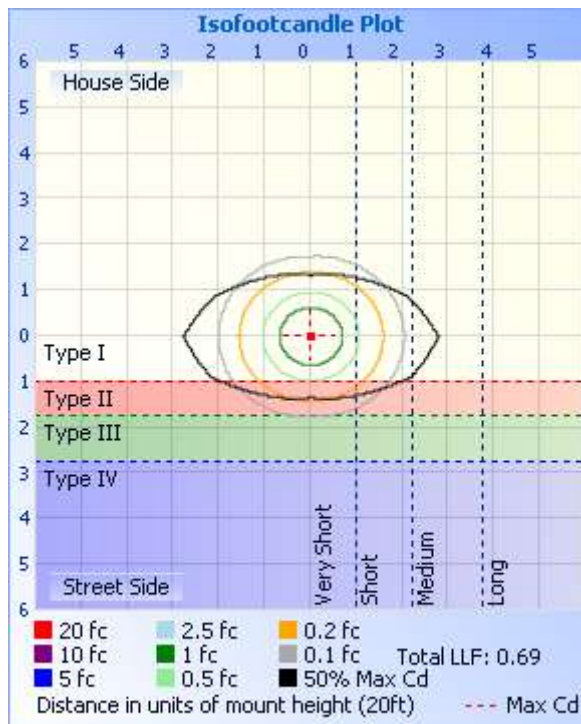 Isofootcandle Plot
5 4 3 2 1 0 1 2 3 4 5
6
House Side
5
4
3
2
1
0
Type I
1
Type II
2
Type III
3
Type IV
4
5
Very Short
Short
Medium
Long
Street Side
6
20 fc 2.5 fc 0.2 fc
10 fc 1 fc 0.1 fc Total LLF: 0.69
5 fc 0.5 fc 50% Max Cd
Distance in units of mount height (20ft) --- Max Cd